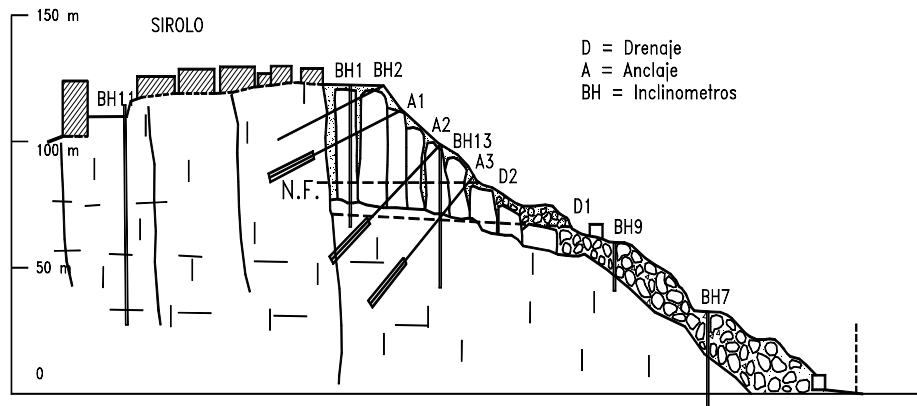 150 m
SIROLO
D = Drenaje
A = Anclaje
BH = Inclinometros
BH1 BH2
BH11
A1
A2
100 m
BH13
A3
N.F.
D2
D1
BH9
50 m
BH7
0